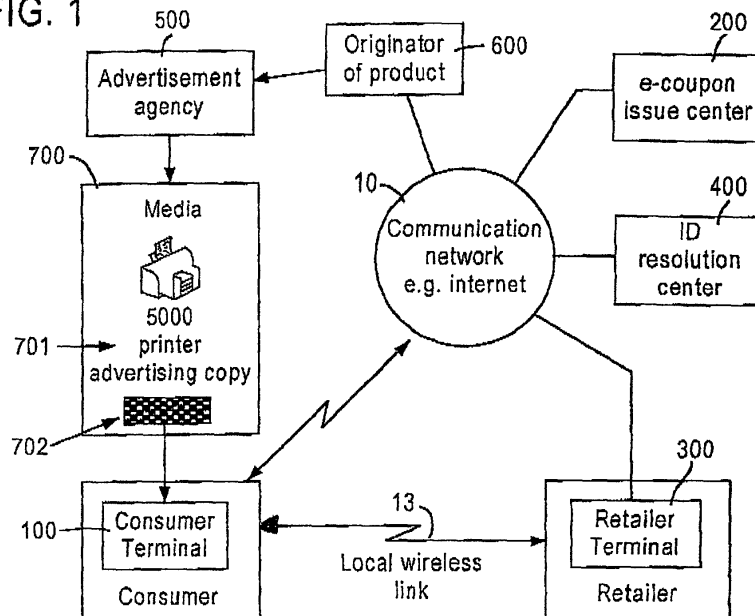 FIG. 1
500
Advertisement
agency
Originator
of product
600
200
e-coupon
issue center
700
Media
5000
printer
advertising copy
701
702
10
Communication
network
e.g. internet
400
ID
resolution
center
100
Consumer
Terminal
Consumer
13
Local wireless
link
300
Retailer
Terminal
Retailer